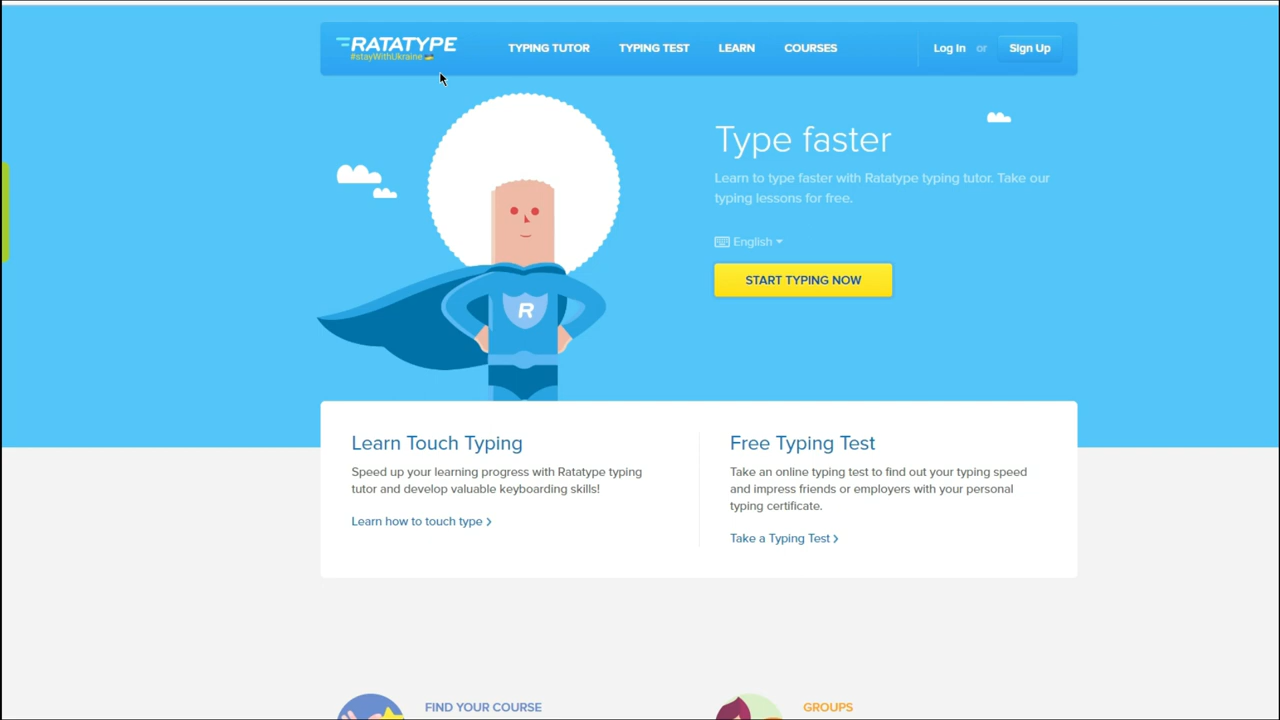 RATATYPE
#stayWithUkraine
TYPING TUTOR
TYPING TEST
LEARN
COURSES
Log In or Sign Up
Type faster
Learn to type faster with Ratatype typing tutor. Take our
typing lessons for free.
English
START TYPING NOW
R
Learn Touch Typing
Speed up your learning progress with Ratatype typing
tutor and develop valuable keyboarding skills!
Learn how to touch type
Free Typing Test
Take an online typing test to find out your typing speed
and impress friends or employers with your personal
typing certificate.
Take a Typing Test
FIND YOUR COURSE
GROUPS